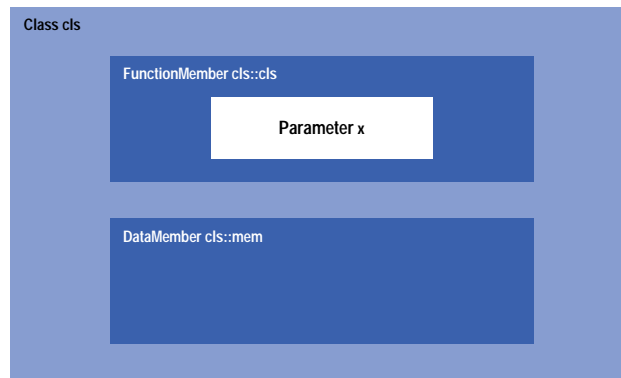 Class cls
FunctionMember cls::cls
Parameter x
DataMember cls::mem